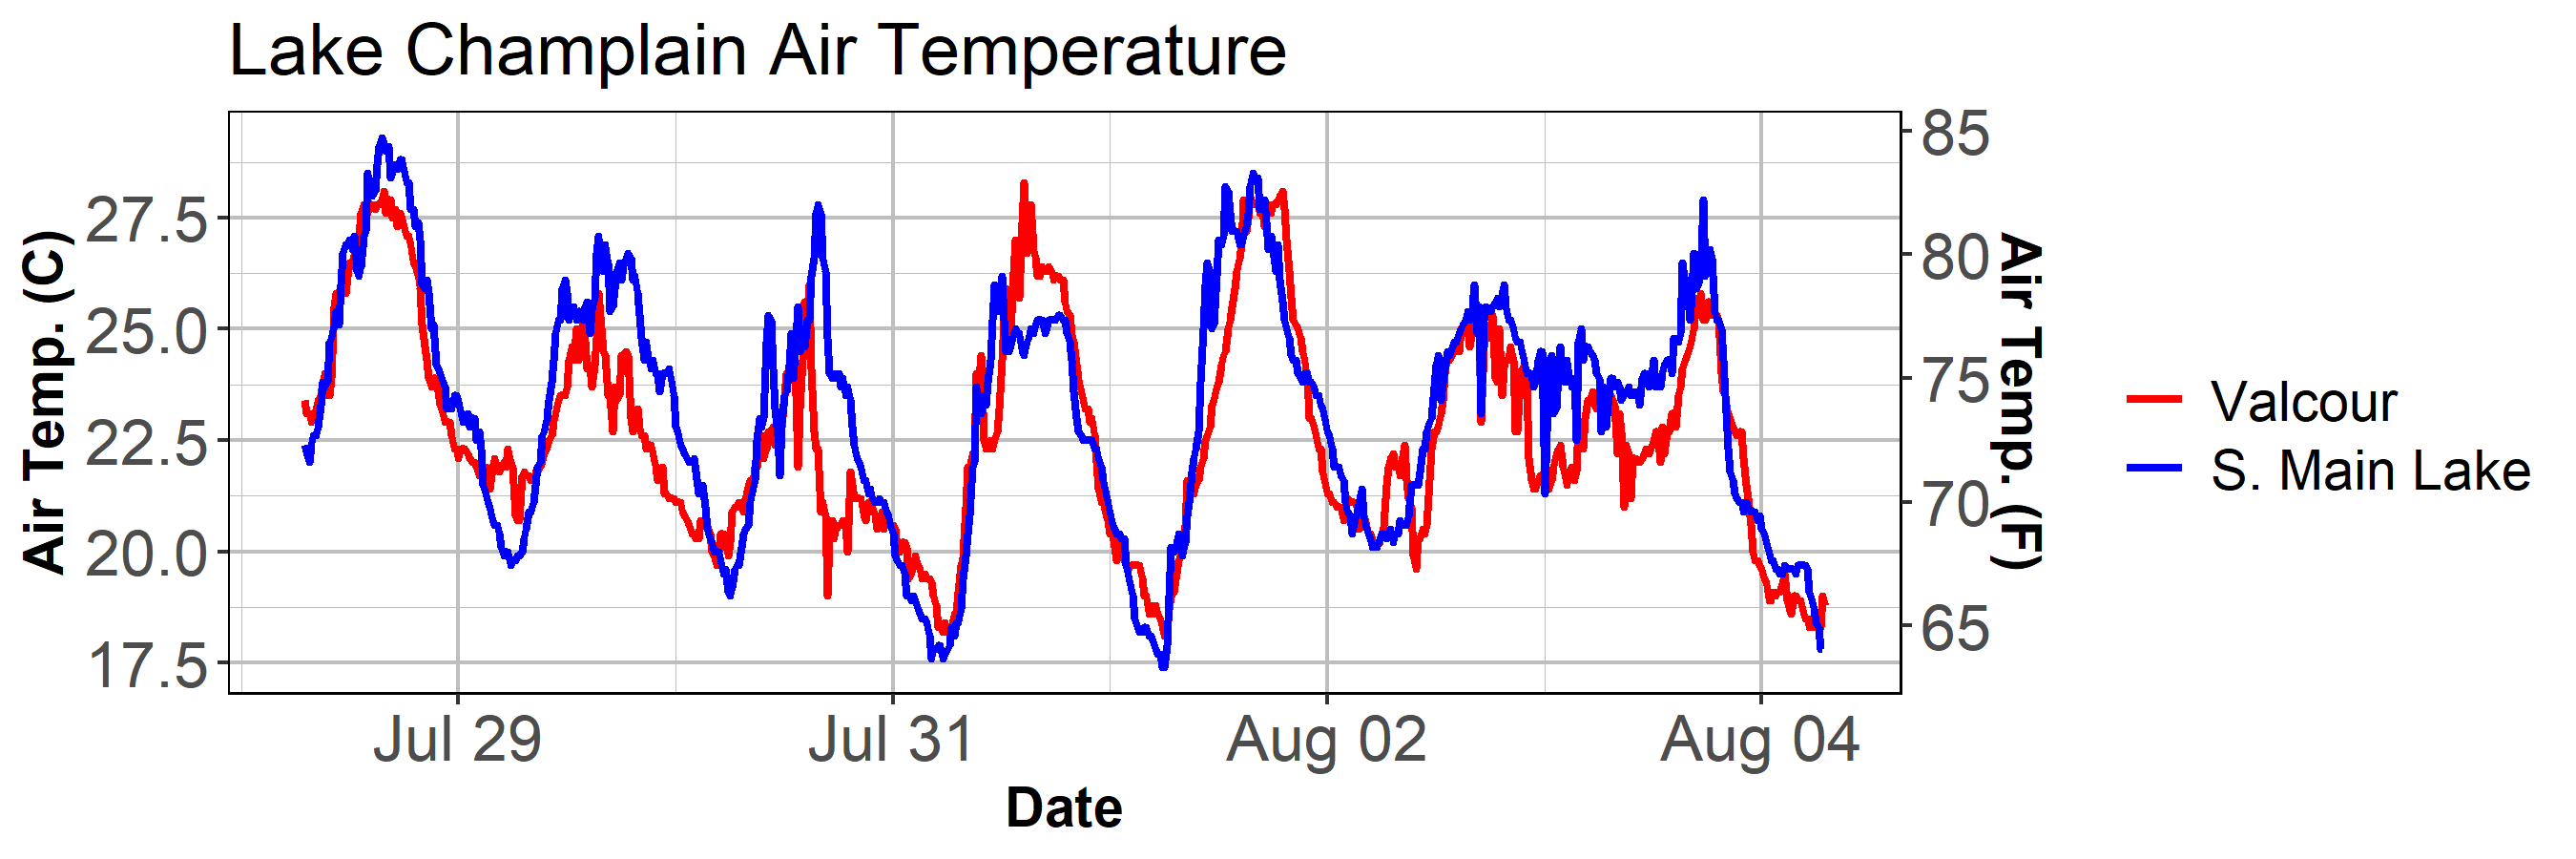 Lake Champlain Air Temperature
Air Temp. (C)
27.5
25.0
22.5
20.0
17.5
85
80
75
70
65
Air Temp. (F)
Jul 29
Jul 31
Aug 02
Aug 04
Date
Valcour
S. Main Lake